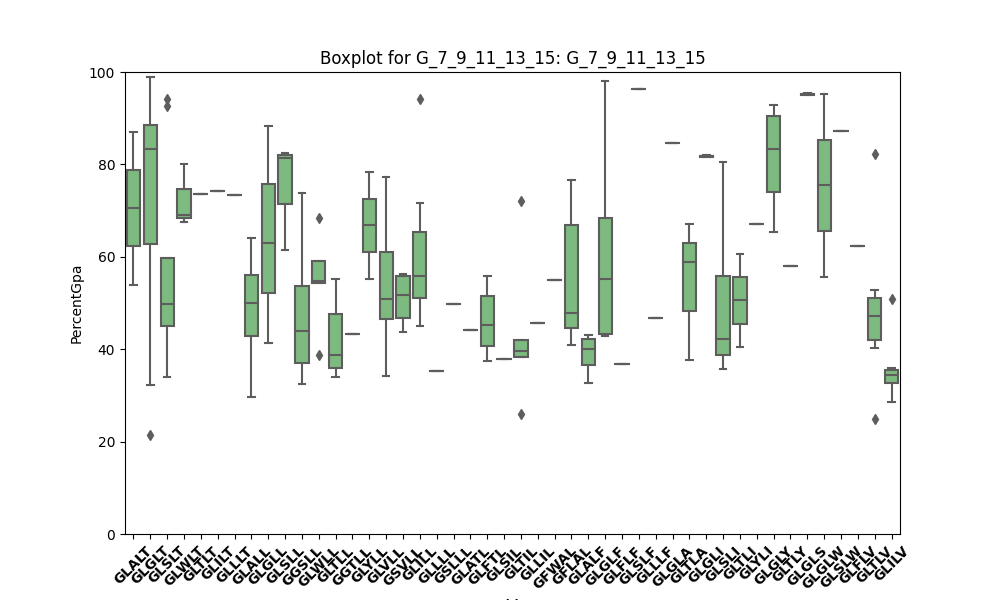 Boxplot for G_7_9_11_13_15: G_7_9_11_13_15
PercentGpa
100
80
60
40
20
0
GLALT
GLGLT
GLSLT
GLWLT
GLTLT
GLILT
GLLLT
GLALL
GLGLL
GLSLL
GGSLL
GLWLL
GLTLL
GGTLL
GLVLL
GSVLL
GLILL
GLLLL
GSLLL
GLATL
GLFTL
GLSIL
GLTIL
GLLIL
GFWAL
GFLAL
GLALF
GLGLF
GLFLF
GLSLF
GLILF
GLLLF
GLGLA
GLTLA
GLGLI
GLSLI
GLTLI
GLYLI
GLGLY
GLTLY
GLGLS
GLGLW
GLSLW
GLFLV
GLTLV
GLILV